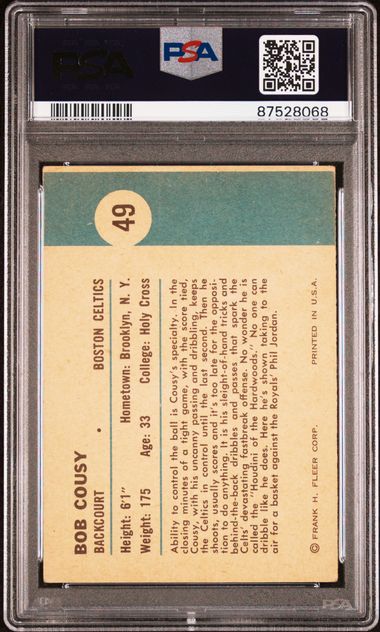 PSA
PSA
87528068
49
BOB COUSY
BACKCOURT • BOSTON CELTICS
Height: 6'1" Hometown: Brooklyn, N. Y.
Weight: 175 Age: 33 College: Holy Cross
Ability to control the ball is Cousy's specialty. In the
closing minutes of a tight game, with the score tied,
Cousy, with his uncanny passing and dribbling, keeps
the Celtics in control until the last second. Then he
shoots, usually scores and it's too late for the opposi-
tion to do anything. It is his sleight-of-hand tricks and
behind-the-back dribbles and passes that spark the
Celts' devastating fastbreak offense. No wonder he is
called the "Houdini of the Hardwoods." No one can
dribble like he does. Here he's shown taking to the
air for a basket against the Royals' Phil Jordan.
© FRANK H. FLEER CORP. PRINTED IN U.S.A.